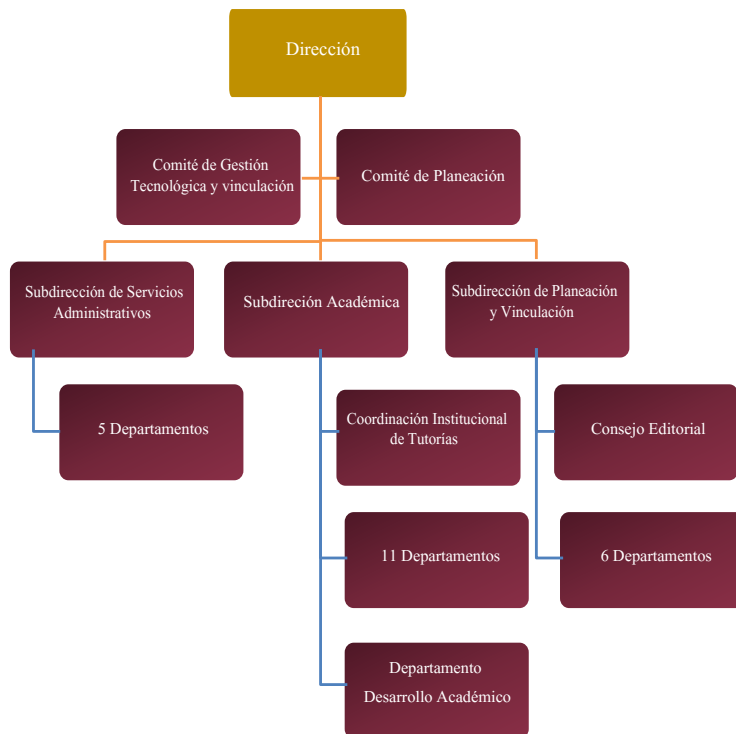 Dirección
Comité de Gestión
Tecnológica y vinculación
Comité de Planeación
Subdirección de Servicios
Administrativos
Subdireción Académica
Subdirección de Planeación
y Vinculación
5 Departamentos
Coordinación Institucional
de Tutorías
Consejo Editorial
11 Departamentos
6 Departamentos
Departamento
Desarrollo Académico